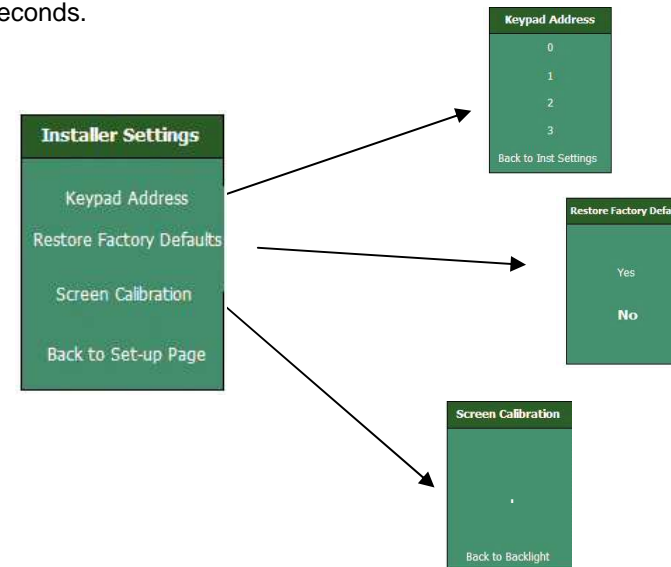 econds.
Installer Settings
Keypad Address
Restore Factory Defaults
Screen Calibration
Back to Set-up Page
Keypad Address
0
1
2
3
Back to Inst Settings
Restore Factory Defa
Yes
No
Screen Calibration
Back to Backlight